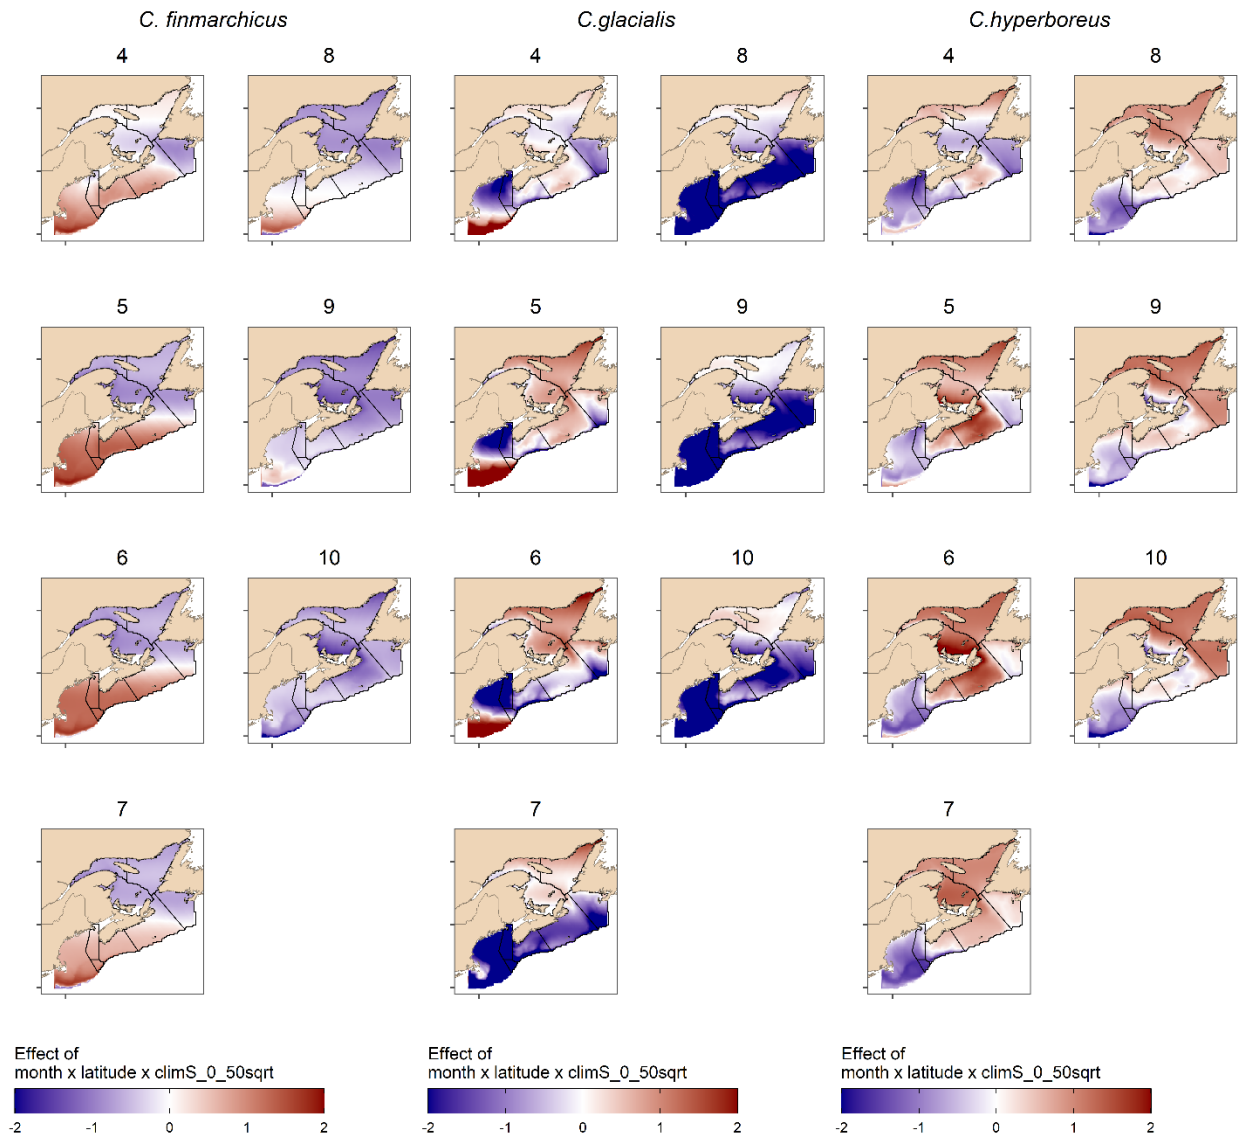 C. finmarchicus C.glacialis C.hyperboreus
4 8 4 8 4 8
5 9 5 9 5 9
6 10 6 10 6 10
7 7 7
Effect of Effect of Effect of
month x latitude x climS_0_50sqrt month x latitude x climS_0_50sqrt month x latitude x climS_0_50sqrt
-2 -1 0 1 2 -2 -1 0 1 2 -2 -1 0 1 2